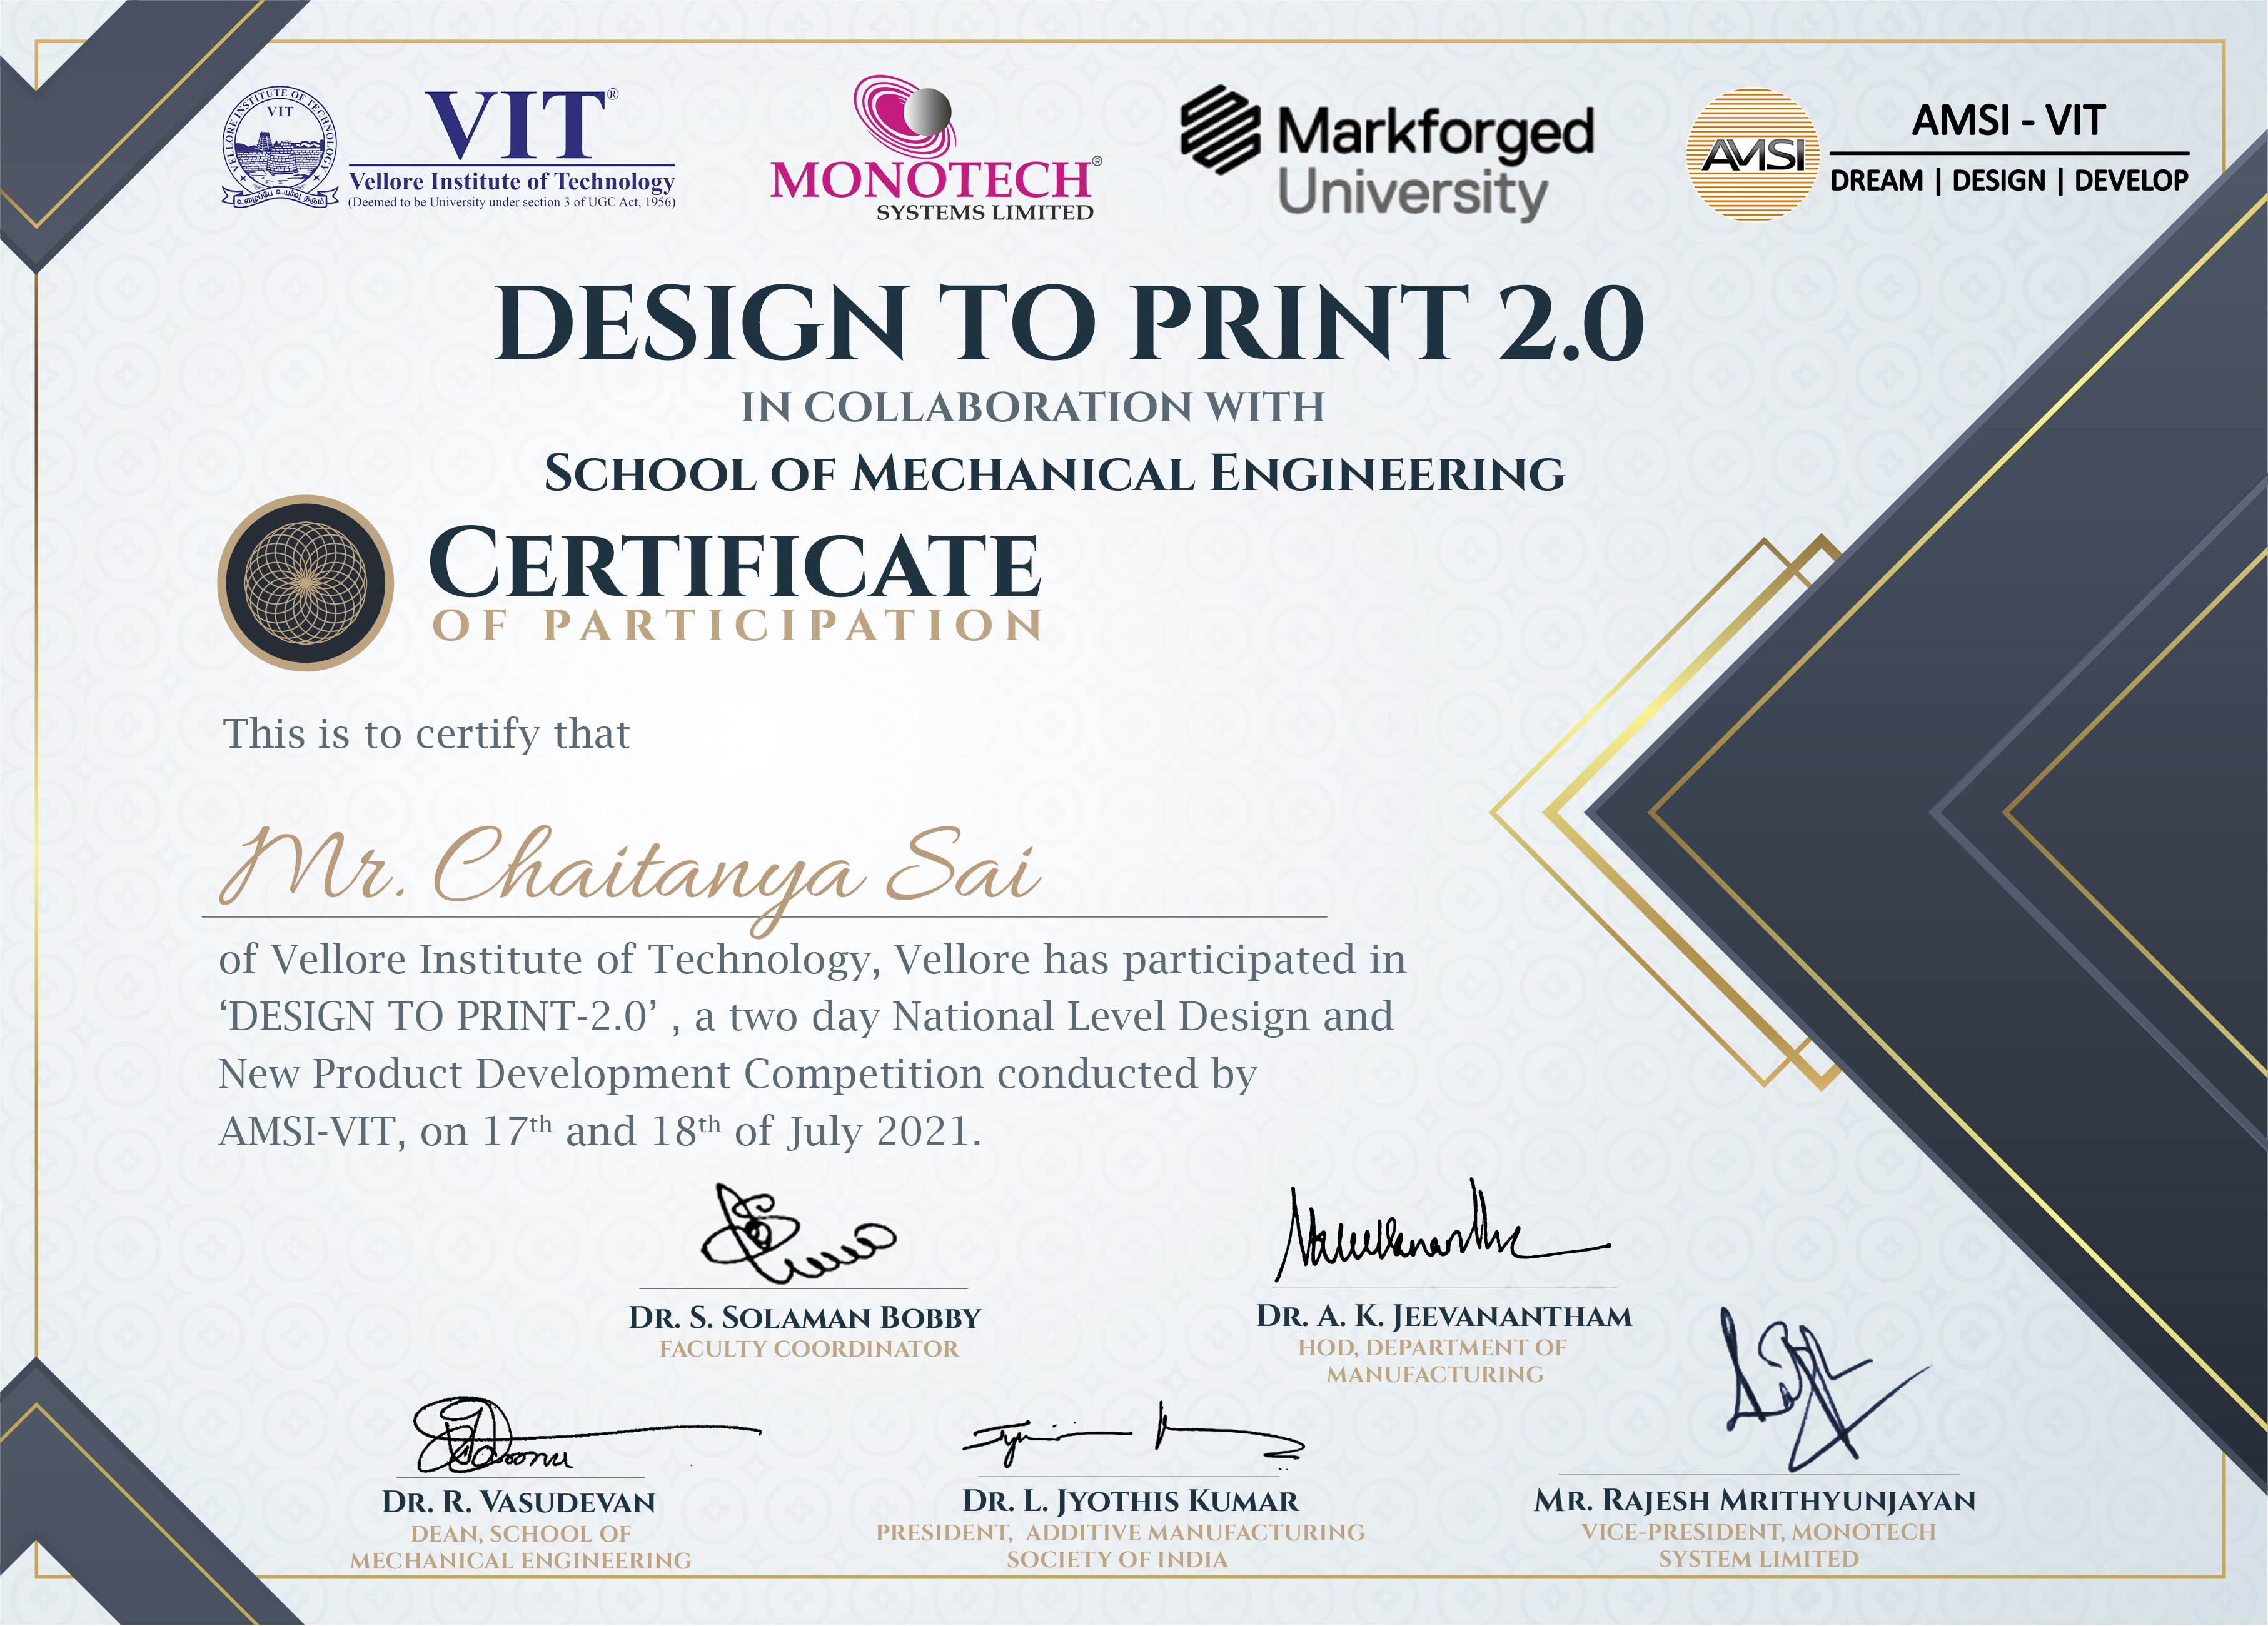 VELLORE INSTITUTE OF TECHNOLOGY
VIT
VIT®
Vellore Institute of Technology
(Deemed to be University under section 3 of UGC Act, 1956)
MONOTECH®
SYSTEMS LIMITED
Markforged
University
AMSI
AMSI - VIT
DREAM | DESIGN | DEVELOP
DESIGN TO PRINT 2.0
IN COLLABORATION WITH
SCHOOL OF MECHANICAL ENGINEERING
CERTIFICATE
OF PARTICIPATION
This is to certify that
Mr. Chaitanya Sai
of Vellore Institute of Technology, Vellore has participated in
‘DESIGN TO PRINT-2.0’ , a two day National Level Design and
New Product Development Competition conducted by
AMSI-VIT, on 17th and 18th of July 2021.
DR. S. SOLAMAN BOBBY
FACULTY COORDINATOR
DR. A. K. JEEVANANTHAM
HOD, DEPARTMENT OF
MANUFACTURING
DR. R. VASUDEVAN
DEAN, SCHOOL OF
MECHANICAL ENGINEERING
DR. L. JYOTHIS KUMAR
PRESIDENT, ADDITIVE MANUFACTURING
SOCIETY OF INDIA
MR. RAJESH MRITHYUNJAYAN
VICE-PRESIDENT, MONOTECH
SYSTEM LIMITED